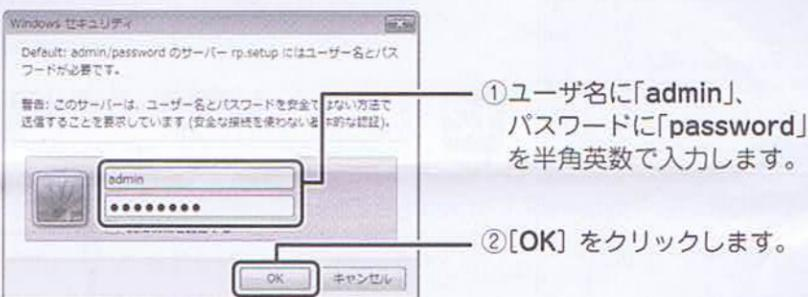 Windows セキュリティ
Default: admin/password のサーバー rp.setup にはユーザー名とパス
ワードが必要です。
警告: このサーバーは、ユーザー名とパスワードを安全ではない方法で
送信することを要求しています (安全な接続を使わない基本的な認証)。
admin
●●●●●●●●
OK
キャンセル
①ユーザ名に「admin」、
パスワードに「password」
を半角英数で入力します。
②[OK] をクリックします。